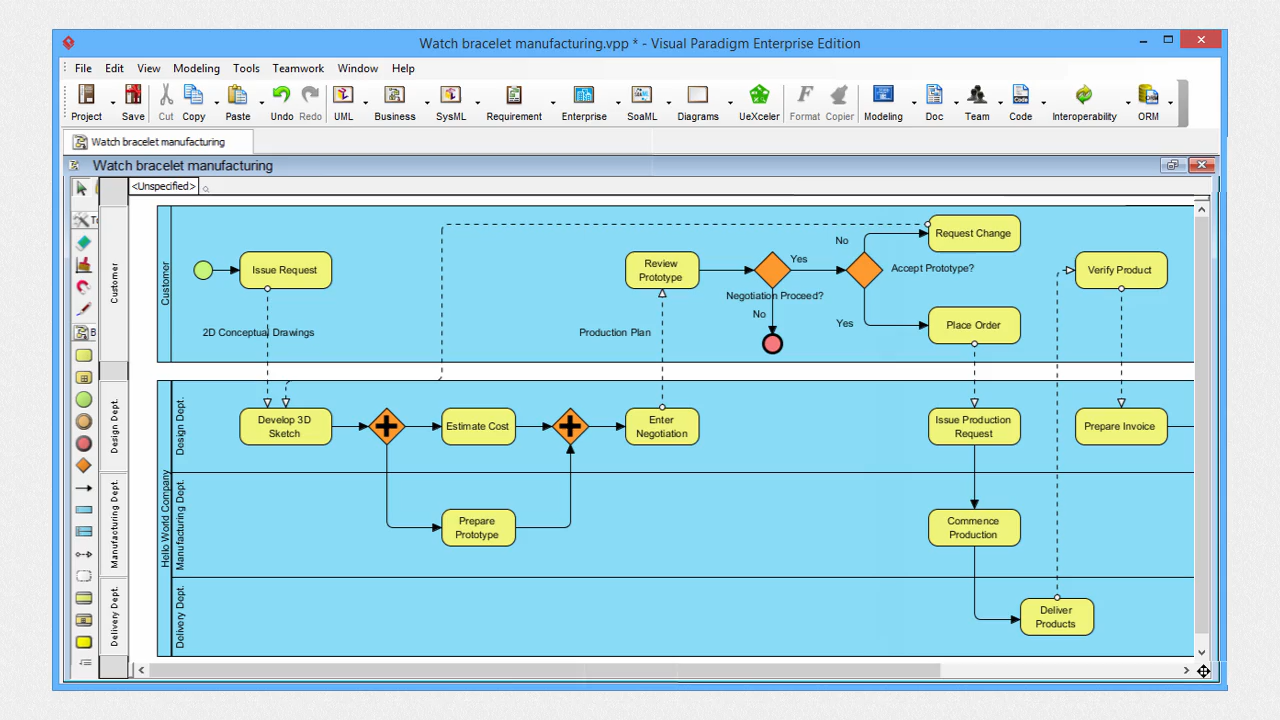 Watch bracelet manufacturing.vpp * - Visual Paradigm Enterprise Edition
File Edit View Modeling Tools Teamwork Window Help
Project Save Cut Copy Paste Undo Redo UML Business SysML Requirement Enterprise SoaML Diagrams UeXceler Format Copier Modeling Doc Team Code Interoperability ORM
Watch bracelet manufacturing
Watch bracelet manufacturing
<Unspecified>
To
B
Customer
Design Dept.
Manufacturing Dept.
Delivery Dept.
Customer
Issue Request
2D Conceptual Drawings
Review
Prototype
Production Plan
Yes
Negotiation Proceed?
No
No
Accept Prototype?
Yes
Request Change
Place Order
Verify Product
Hello World Company
Design Dept.
Develop 3D
Sketch
Estimate Cost
Enter
Negotiation
Issue Production
Request
Prepare Invoice
Manufacturing Dept.
Prepare
Prototype
Commence
Production
Delivery Dept.
Deliver
Products